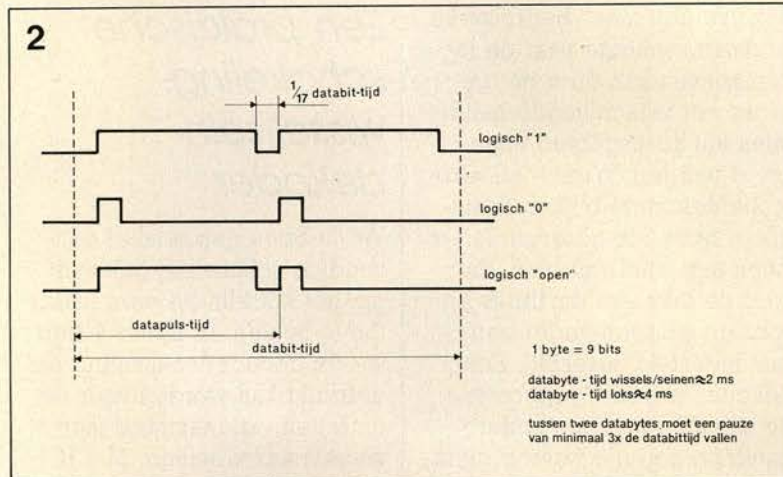 2
1/17 databit-tijd
logisch "1"
logisch "0"
logisch "open"
datapuls-tijd
databit-tijd
1 byte = 9 bits
databyte - tijd wissels/seinen≈2 ms
databyte - tijd loks≈4 ms
tussen twee databytes moet een pauze
van minimaal 3x de databittijd vallen